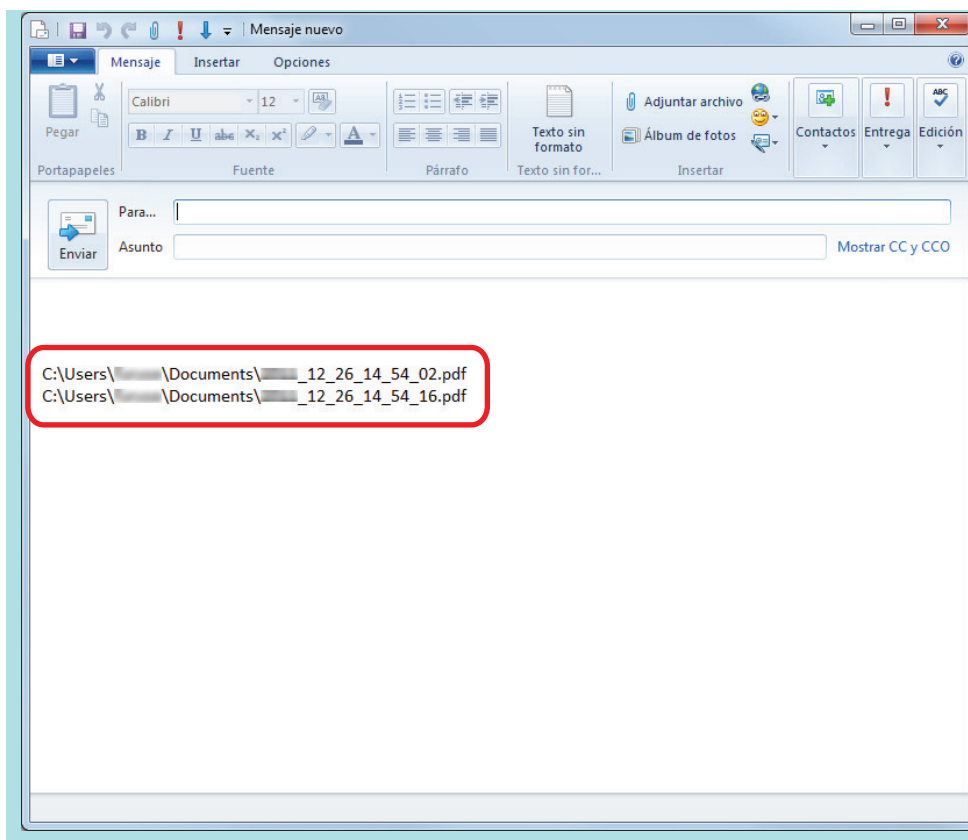 Mensaje nuevo
Mensaje Insertar Opciones
Calibri 12
Adjuntar archivo
ABC
Pegar
Texto sin formato
Álbum de fotos
Contactos Entrega Edición
Portapapeles Fuente Párrafo Texto sin for... Insertar
Para...
Enviar
Asunto
Mostrar CC y CCO
C:\Users\ \Documents\ _12_26_14_54_02.pdf
C:\Users\ \Documents\ _12_26_14_54_16.pdf